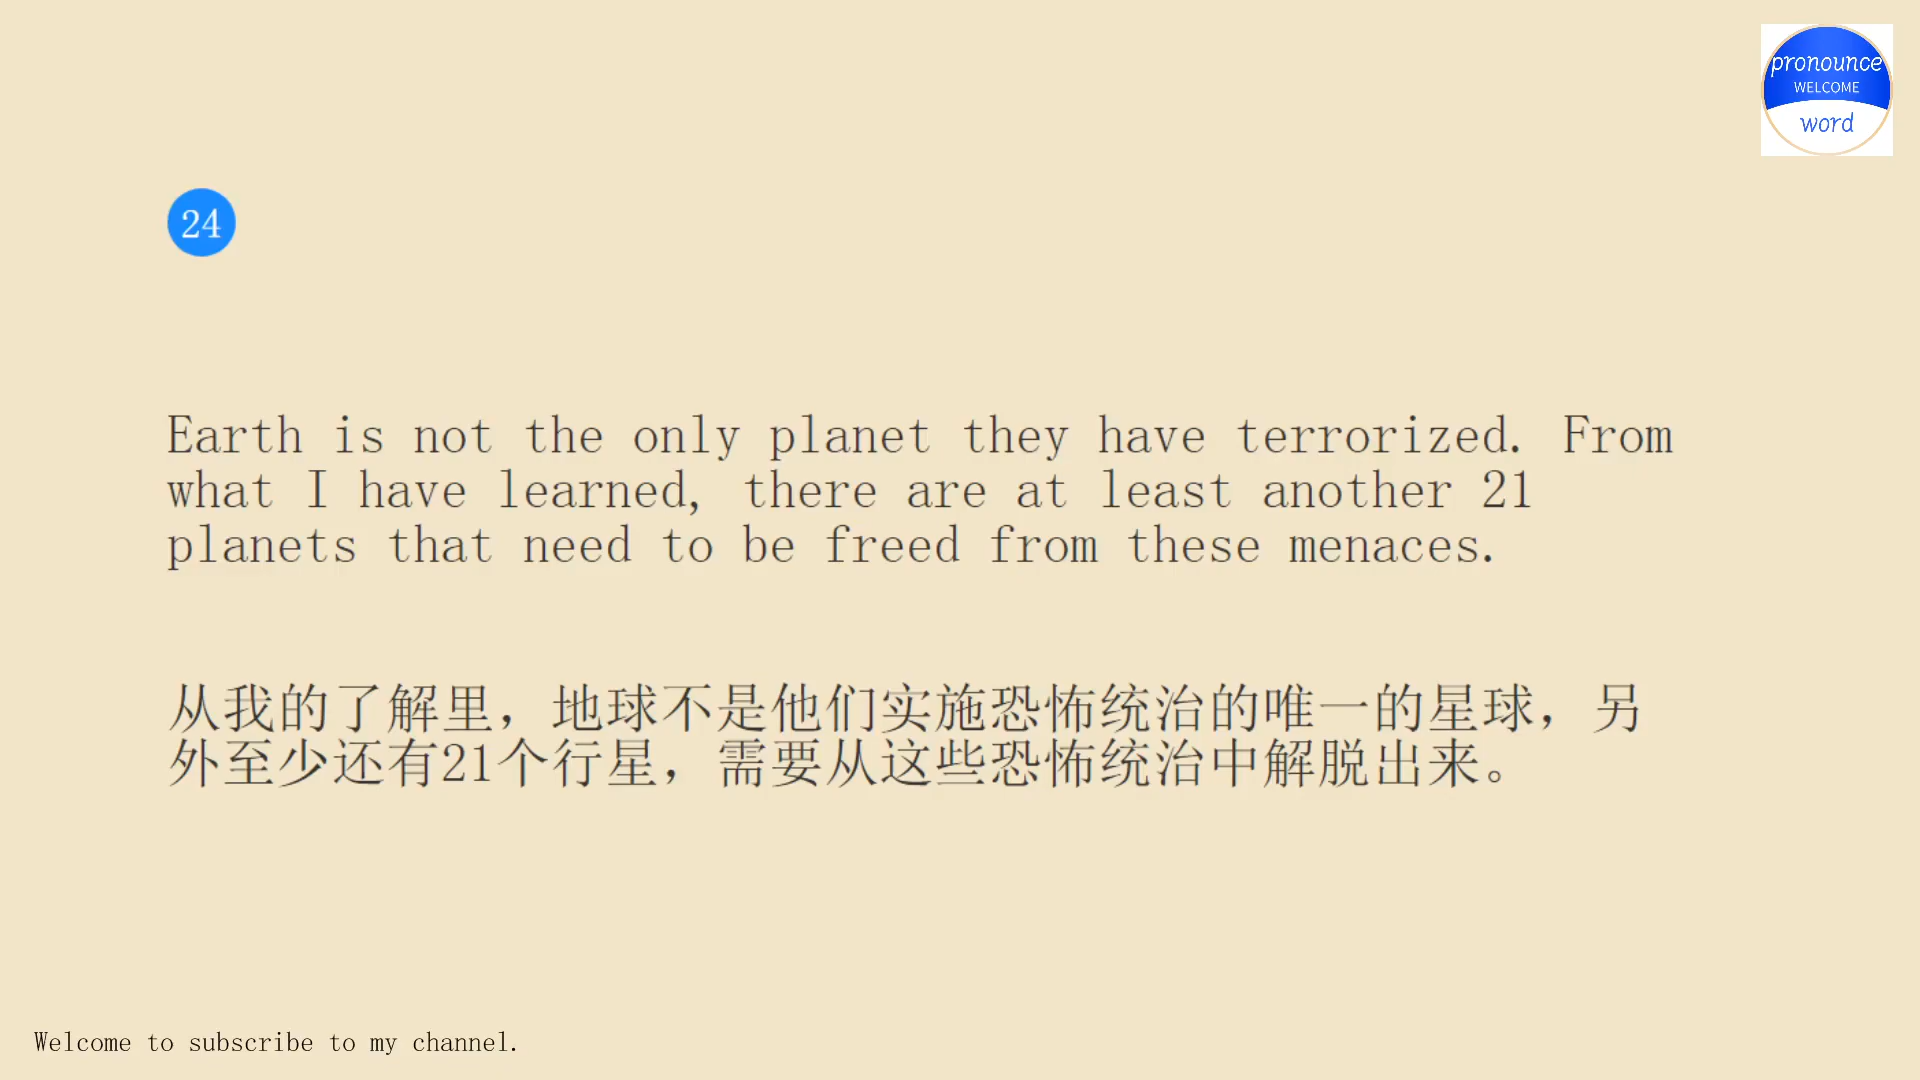 pronounce
WELCOME
word
24
Earth is not the only planet they have terrorized. From
what I have learned, there are at least another 21
planets that need to be freed from these menaces.
从我的了解里，地球不是他们实施恐怖统治的唯一的星球，另
外至少还有21个行星，需要从这些恐怖统治中解脱出来。
Welcome to subscribe to my channel.